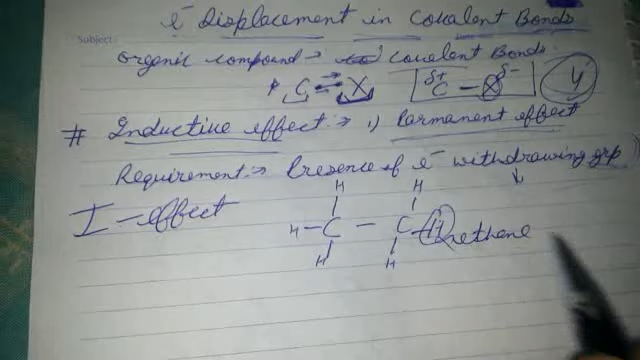 e⁻ Displacement in Covalent Bonds
Subject:
organic compound → Covalent Bonds.
C X δ+ C — X δ- 4
# Inductive effect → 1) Permanent effect
Requirement → Presence of e⁻ withdrawing grp
I - effect
H H
H — C — C — H ethane
H H